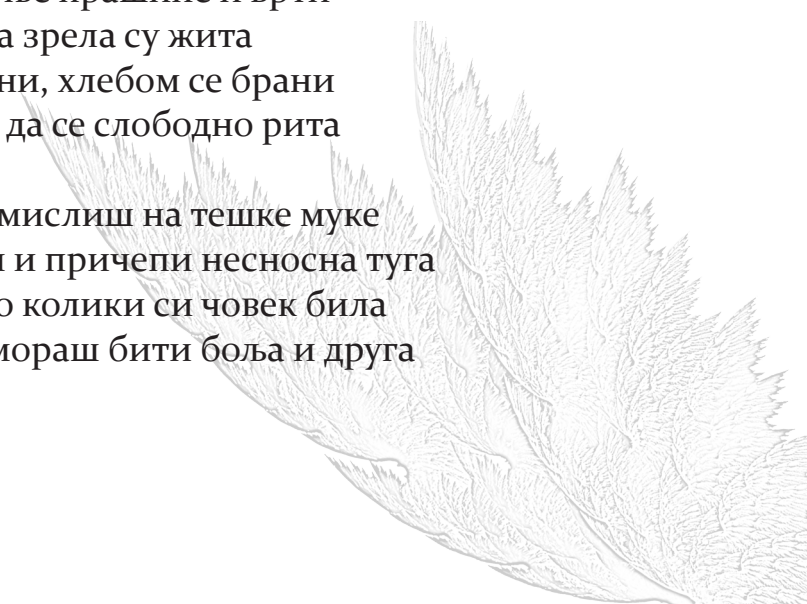 а зрела су жита
ни, хлебом се брани
да се слободно рита
мислиш на тешке муке
и и причепи несносна туга
о колики си човек била
мораш бити боља и друга